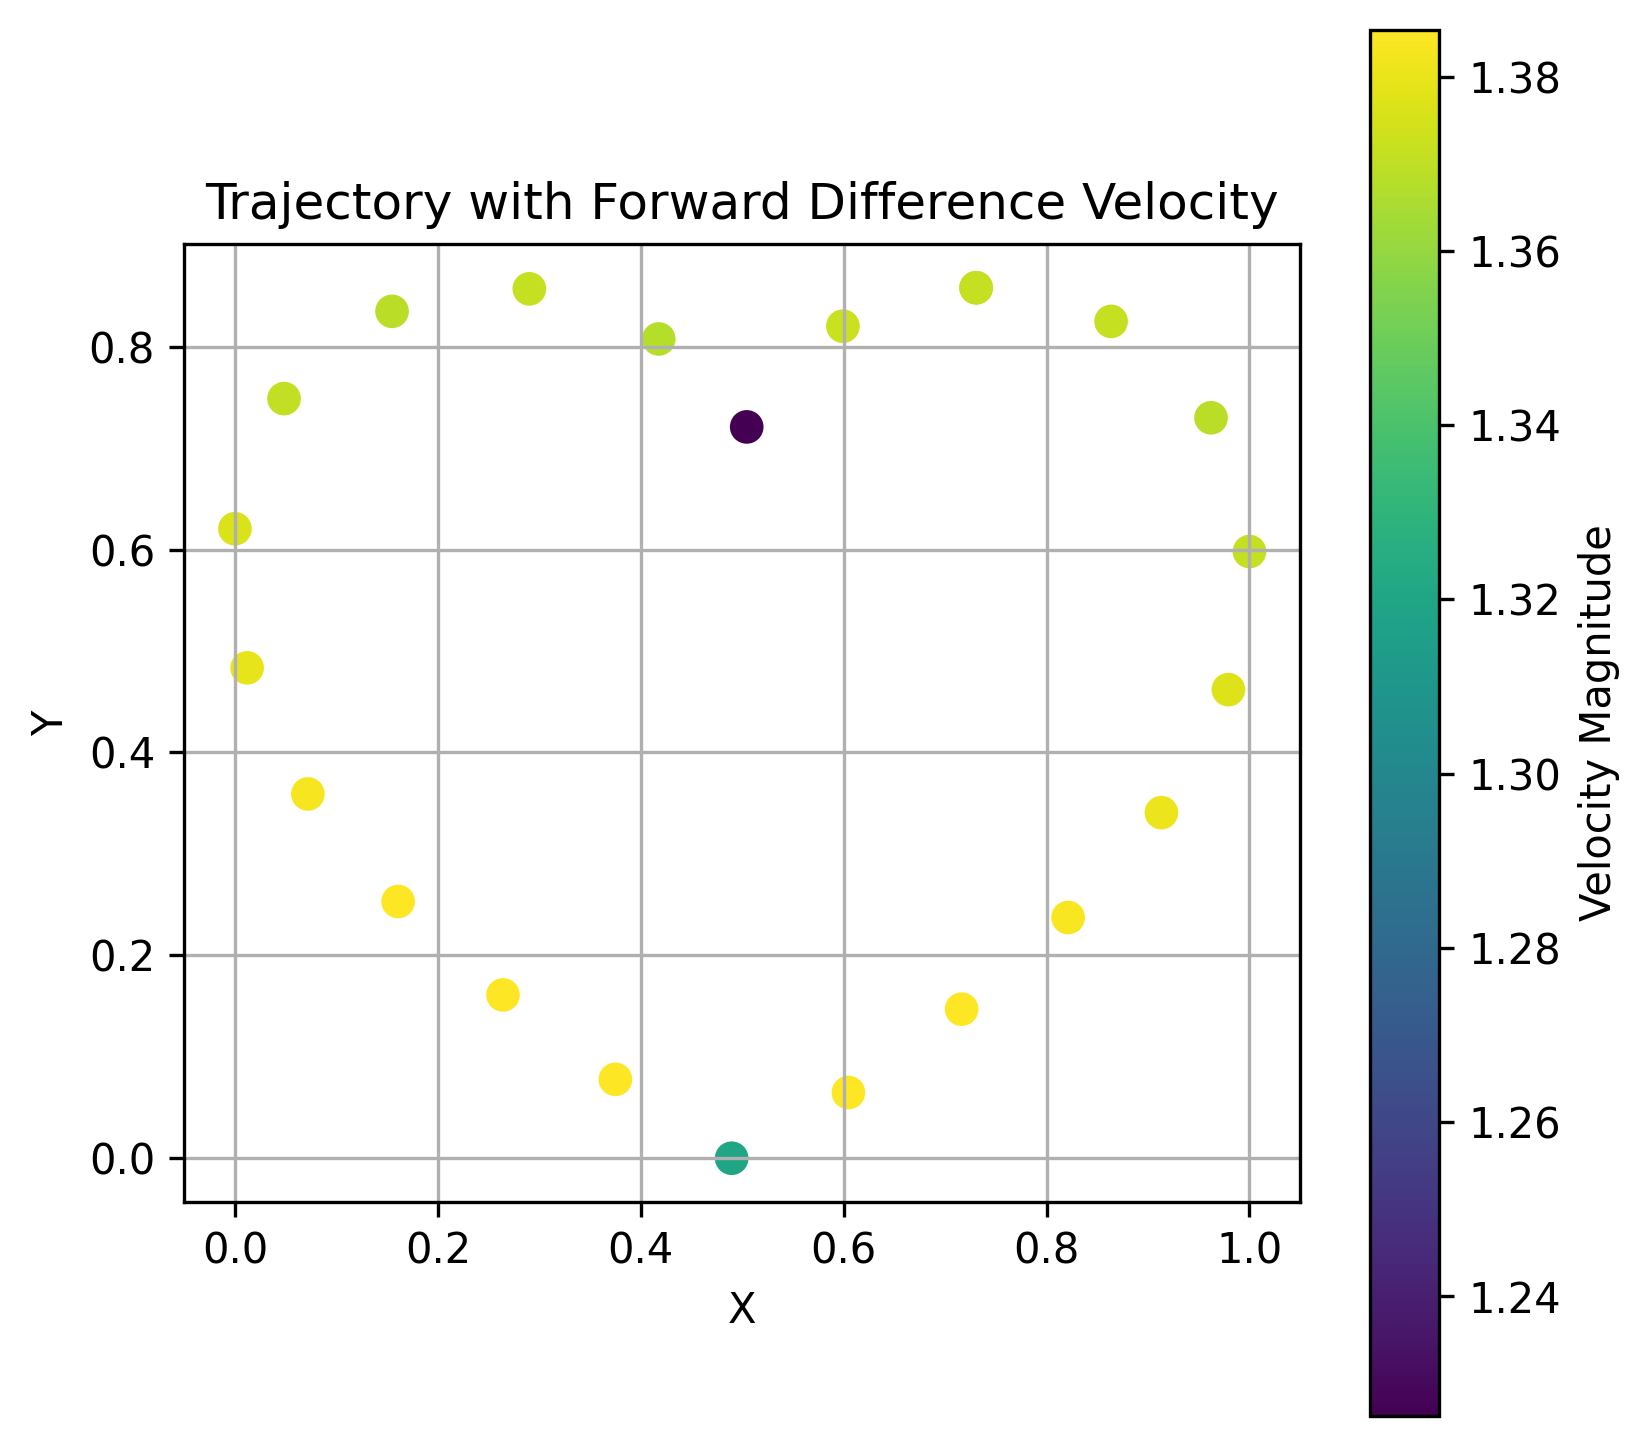 Trajectory with Forward Difference Velocity
0.8
0.6
0.4
0.2
0.0
Y
0.0 0.2 0.4 0.6 0.8 1.0
X
1.38
1.36
1.34
1.32
1.30
1.28
1.26
1.24
Velocity Magnitude